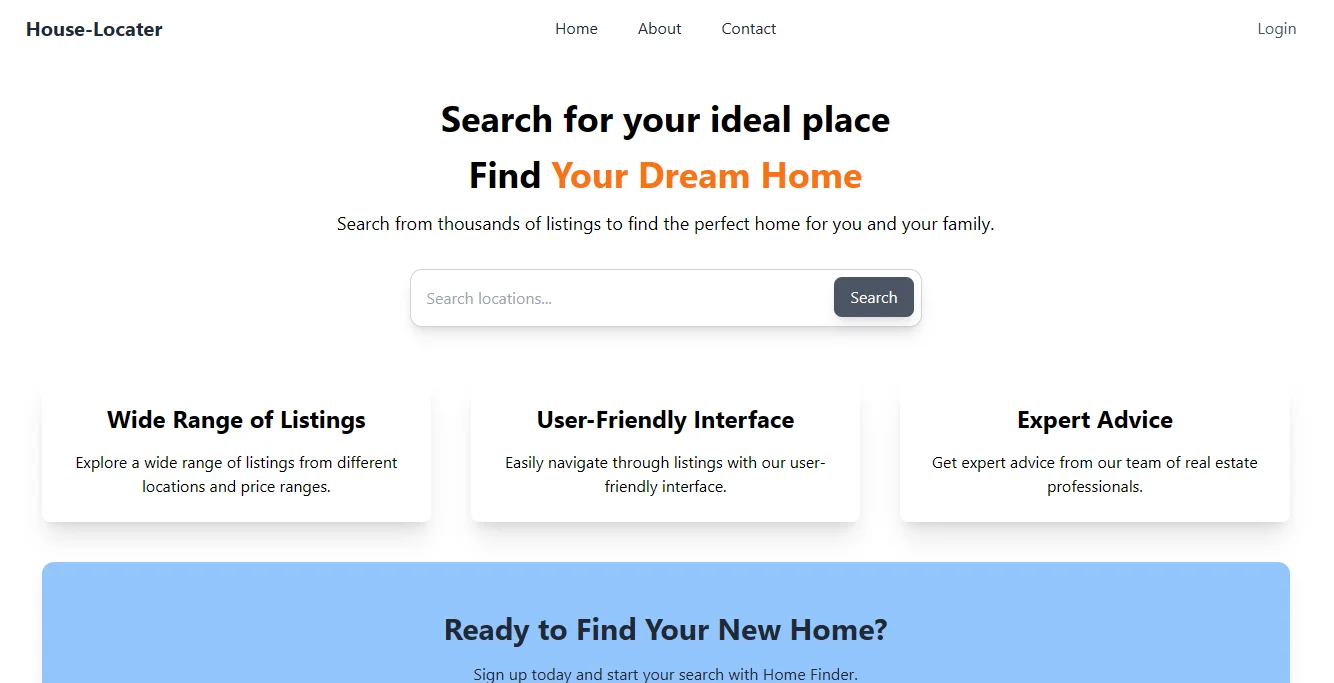 House-Locater
Home
About
Contact
Login
Search for your ideal place
Find Your Dream Home
Search from thousands of listings to find the perfect home for you and your family.
Search locations...
Search
Wide Range of Listings
Explore a wide range of listings from different
locations and price ranges.
User-Friendly Interface
Easily navigate through listings with our user-
friendly interface.
Expert Advice
Get expert advice from our team of real estate
professionals.
Ready to Find Your New Home?
Sign up today and start your search with Home Finder.